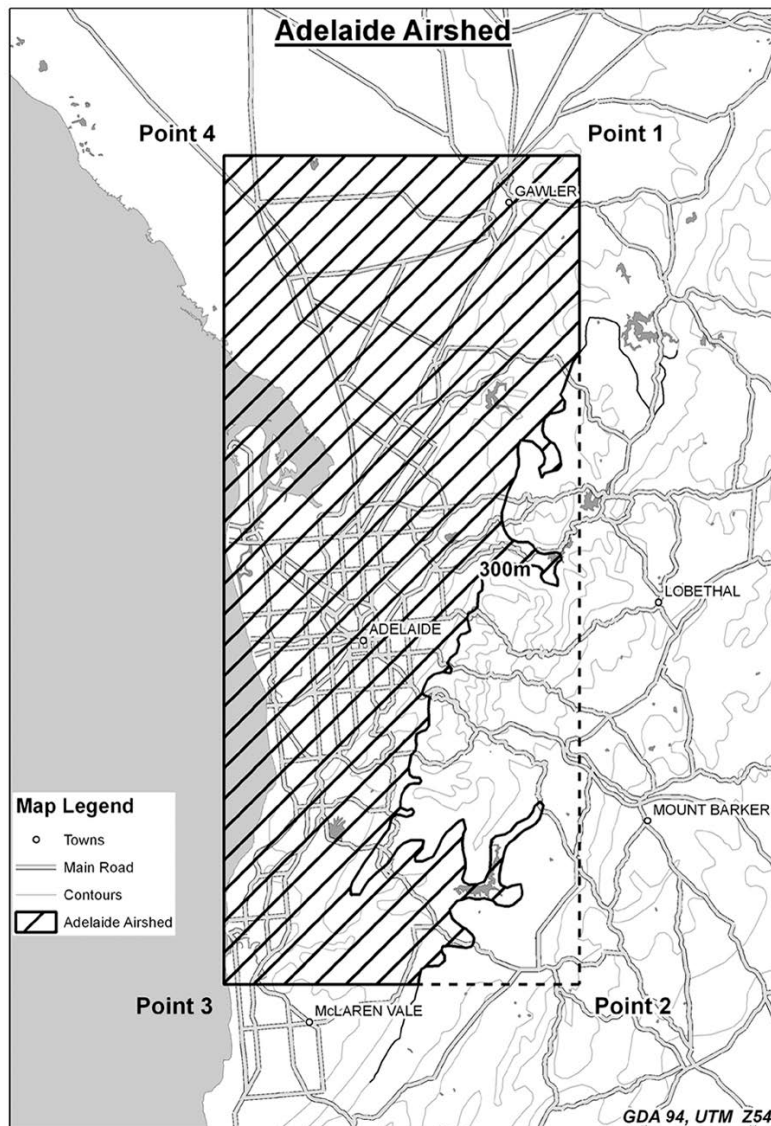 Adelaide Airshed
Point 4
Point 1
GAWLER
300m
LOBETHAL
ADELAIDE
Map Legend
Towns
Main Road
Contours
Adelaide Airshed
MOUNT BARKER
Point 3
Point 2
McLAREN VALE
GDA 94, UTM Z54